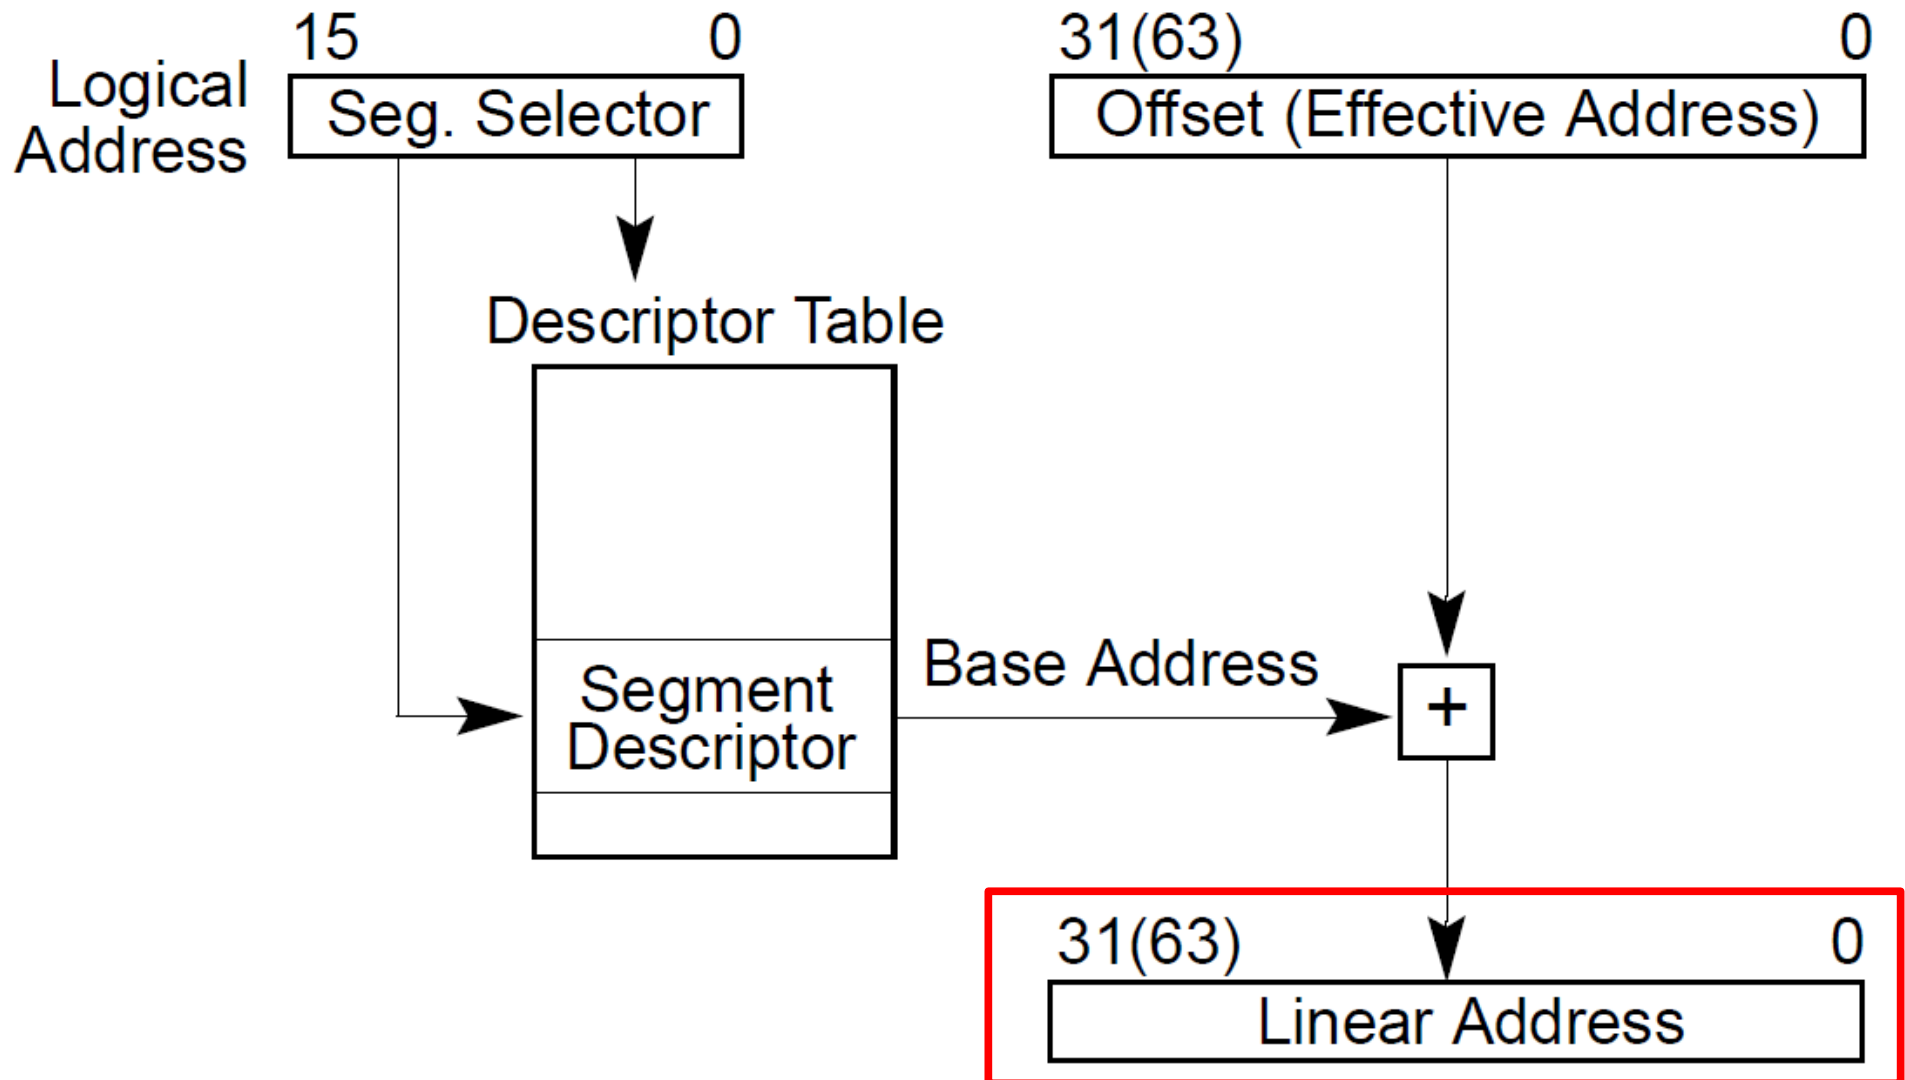 15 0 31(63) 0
Logical
Address
Seg. Selector
Offset (Effective Address)
Descriptor Table
Base Address
+
Segment
Descriptor
31(63) 0
Linear Address